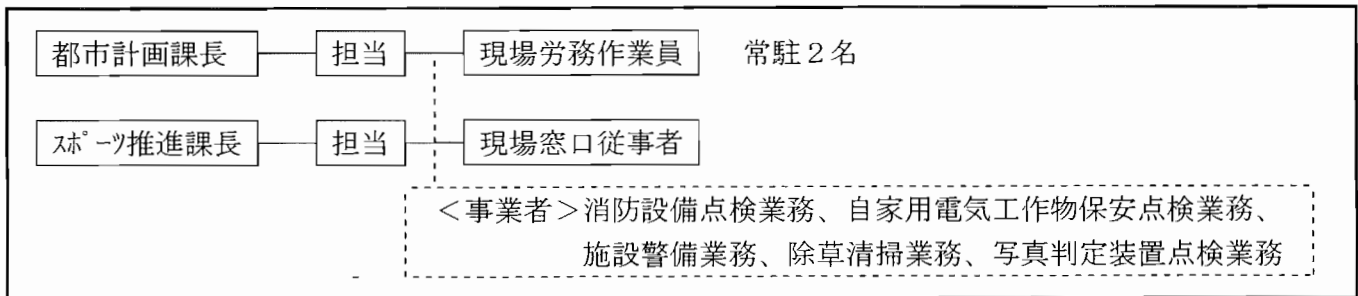 都市計画課長 担当 現場労務作業員 常駐2名
スポーツ推進課長 担当 現場窓口従事者
<事業者>消防設備点検業務、自家用電気工作物保安点検業務、
施設警備業務、除草清掃業務、写真判定装置点検業務